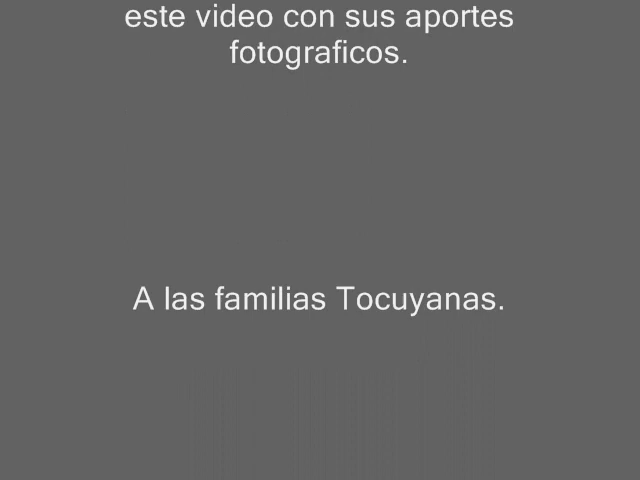 este video con sus aportes
fotograficos.
A las familias Tocuyanas.